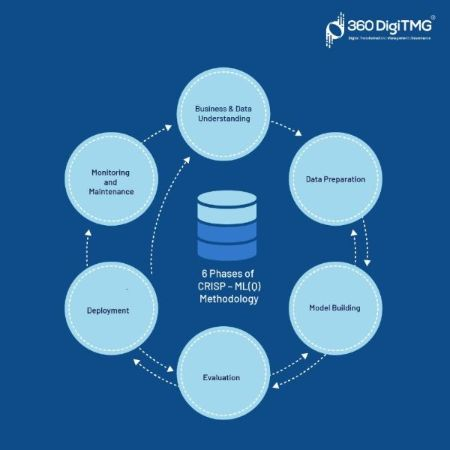 360 DigiTMG
Business & Data
Understanding
Monitoring
and
Maintenance
Data Preparation
6 Phases of
CRISP – ML(Q)
Methodology
Deployment
Model Building
Evaluation